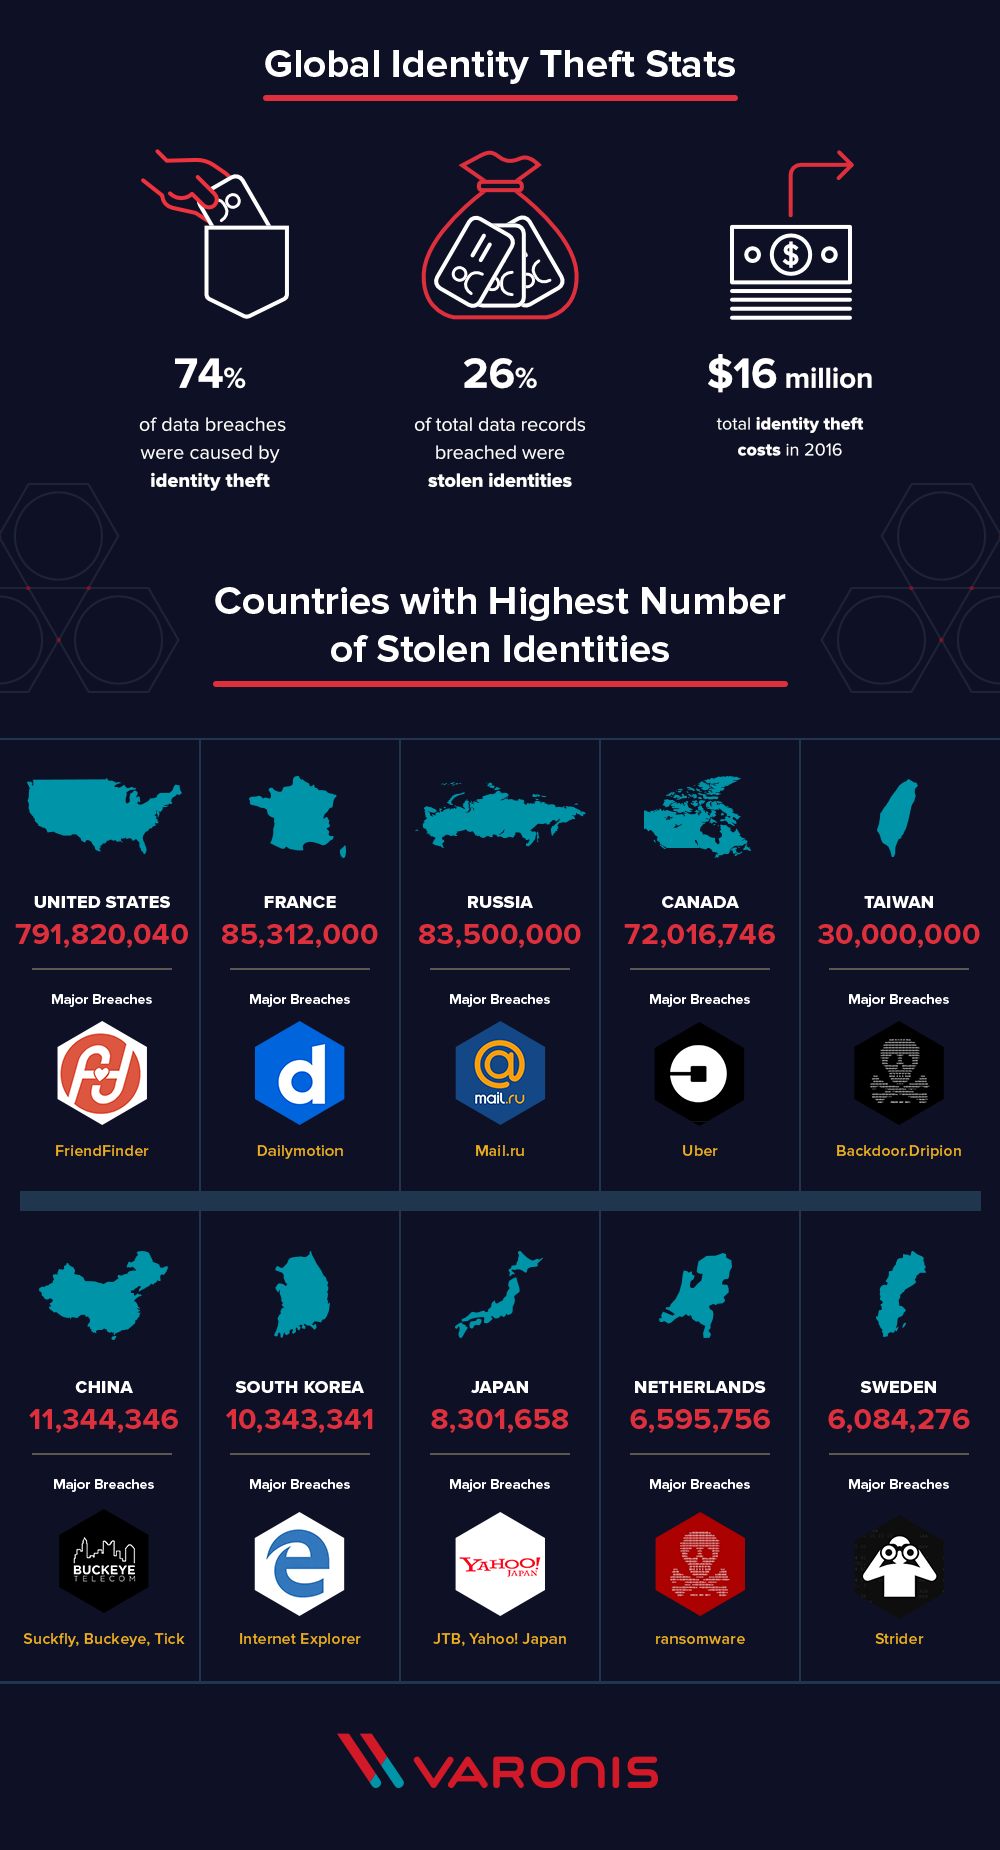 Global Identity Theft Stats
74%
of data breaches
were caused by
identity theft
26%
of total data records
breached were
stolen identities
$16 million
total identity theft
costs in 2016
Countries with Highest Number
of Stolen Identities
UNITED STATES
791,820,040
Major Breaches
FriendFinder
FRANCE
85,312,000
Major Breaches
d
Dailymotion
RUSSIA
83,500,000
Major Breaches
@
mail.ru
Mail.ru
CANADA
72,016,746
Major Breaches
Uber
TAIWAN
30,000,000
Major Breaches
Backdoor.Dripion
CHINA
11,344,346
Major Breaches
BUCKEYE
TELECOM
Suckfly, Buckeye, Tick
SOUTH KOREA
10,343,341
Major Breaches
e
Internet Explorer
JAPAN
8,301,658
Major Breaches
YAHOO!
JAPAN
JTB, Yahoo! Japan
NETHERLANDS
6,595,756
Major Breaches
ransomware
SWEDEN
6,084,276
Major Breaches
Strider
VARONIS